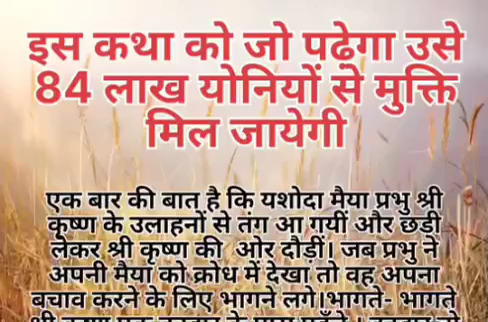 इस कथा को जो पढ़ेगा उसे
84 लाख योनियों से मुक्ति
मिल जायेगी
एक बार की बात है कि यशोदा मैया प्रभु श्री
कृष्ण के उलाहनों से तंग आ गयीं और छड़ी
लेकर श्री कृष्ण की ओर दौड़ीं। जब प्रभु ने
अपनी मैया को क्रोध में देखा तो वह अपना
बचाव करने के लिए भागने लगे।भागते- भागते